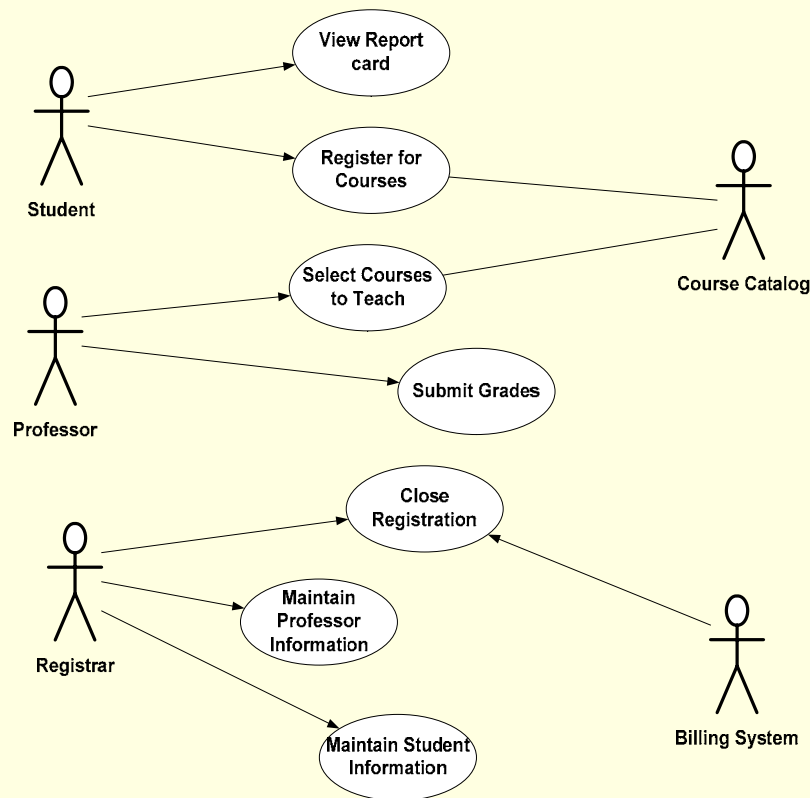 View Report
card
Student
Register for
Courses
Course Catalog
Select Courses
to Teach
Professor
Submit Grades
Close
Registration
Registrar
Maintain
Professor
Information
Billing System
Maintain Student
Information